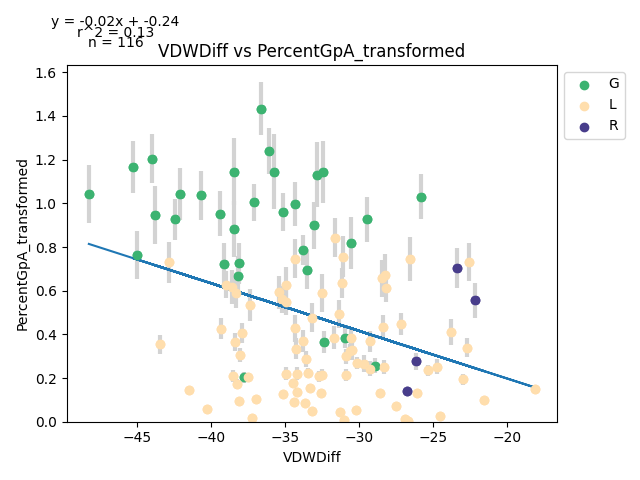 y = -0.02x + -0.24
r^2 = 0.13
n = 116
VDWDiff vs PercentGpA_transformed
1.6
1.4
1.2
1.0
0.8
0.6
0.4
0.2
0.0
PercentGpA_transformed
−45
−40
−35
−30
−25
−20
VDWDiff
G
L
R